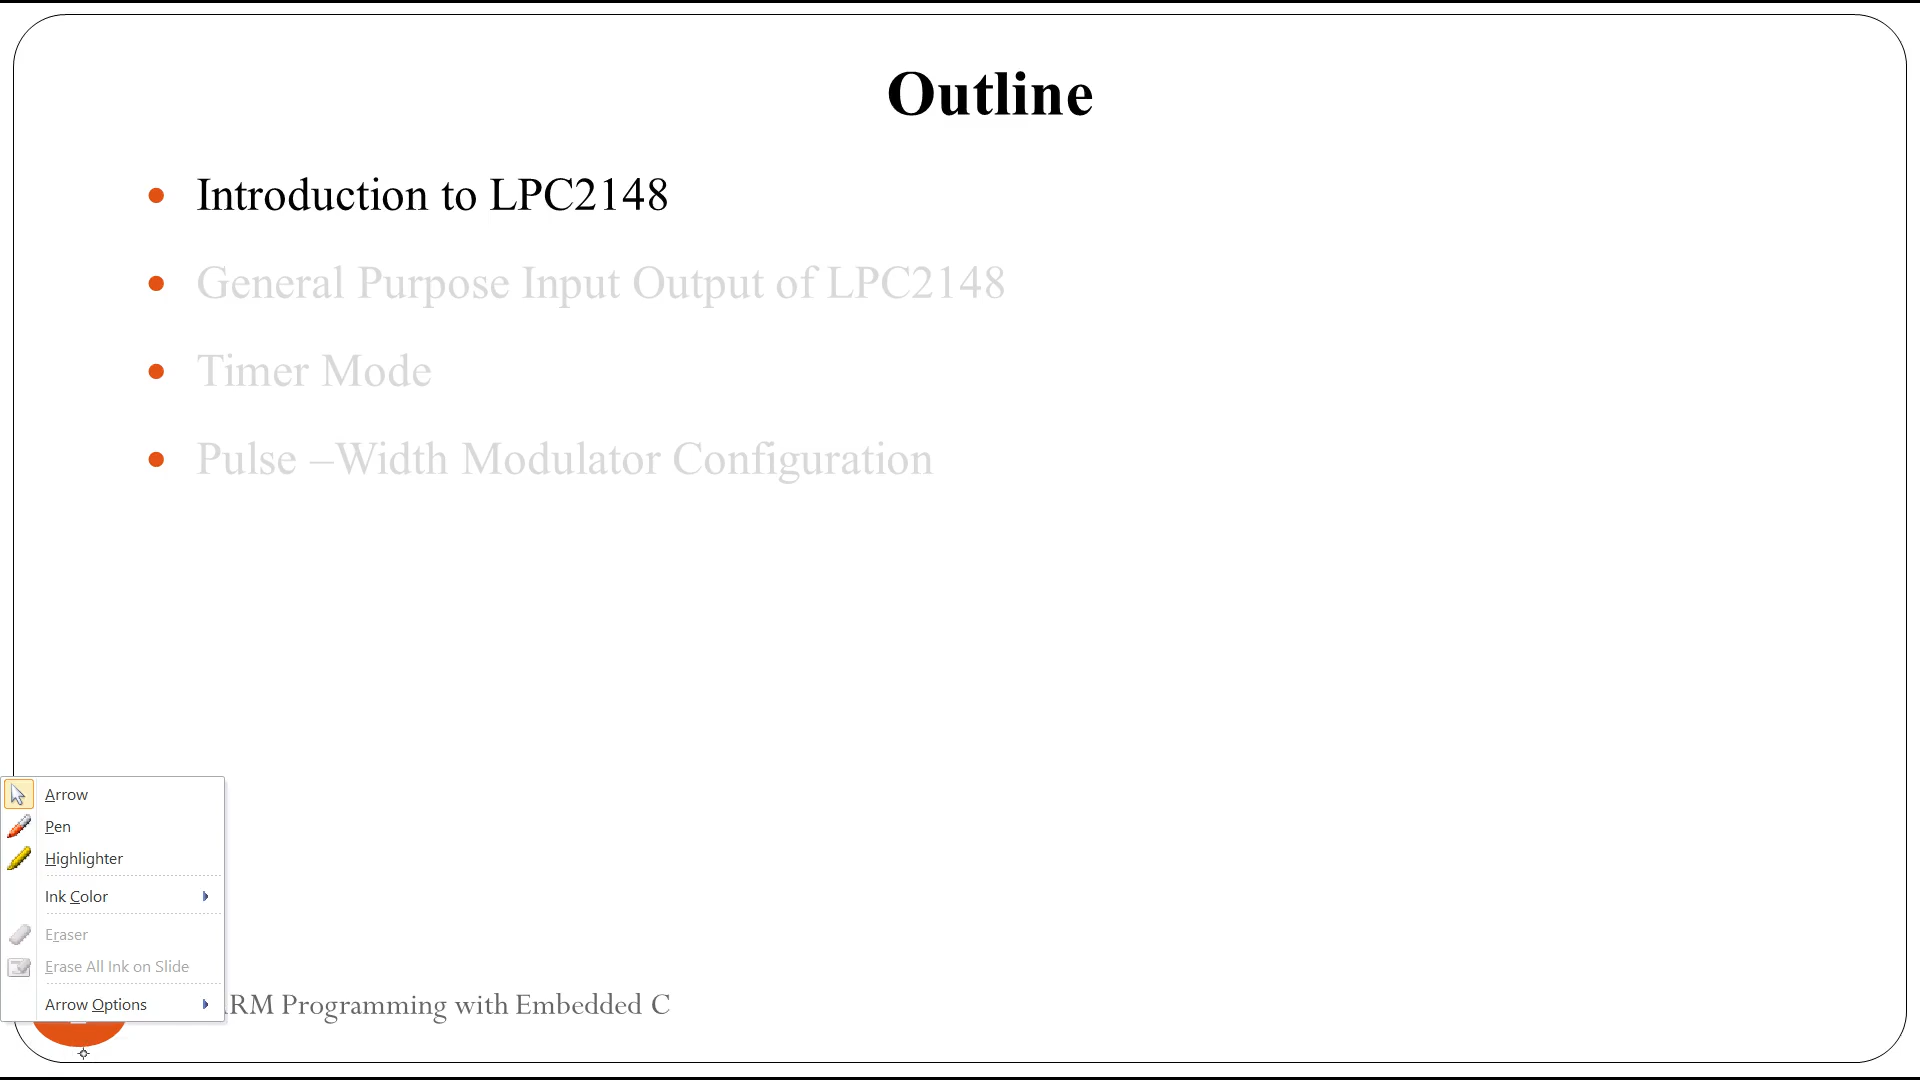 Outline
Introduction to LPC2148
General Purpose Input Output of LPC2148
Timer Mode
Pulse –Width Modulator Configuration
Arrow
Pen
Highlighter
Ink Color
Eraser
Erase All Ink on Slide
Arrow Options
RM Programming with Embedded C